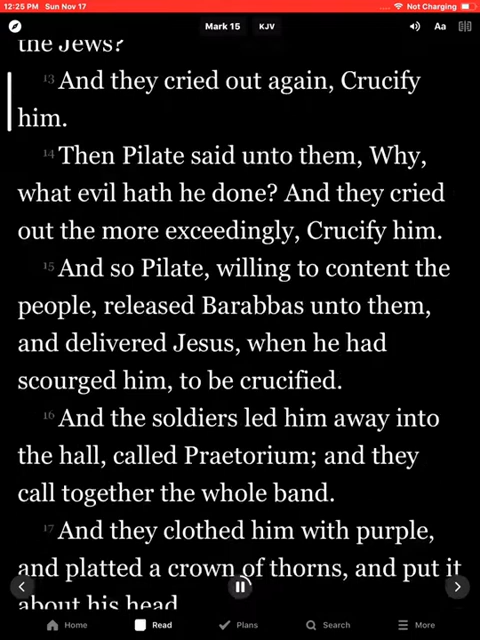 12:25 PM Sun Nov 17
Not Charging
Mark 15 KJV Aa
the Jews?
13 And they cried out again, Crucify
him.
14 Then Pilate said unto them, Why,
what evil hath he done? And they cried
out the more exceedingly, Crucify him.
15 And so Pilate, willing to content the
people, released Barabbas unto them,
and delivered Jesus, when he had
scourged him, to be crucified.
16 And the soldiers led him away into
the hall, called Praetorium; and they
call together the whole band.
17 And they clothed him with purple,
and platted a crown of thorns, and put it
about his head
Home Read Plans Search More